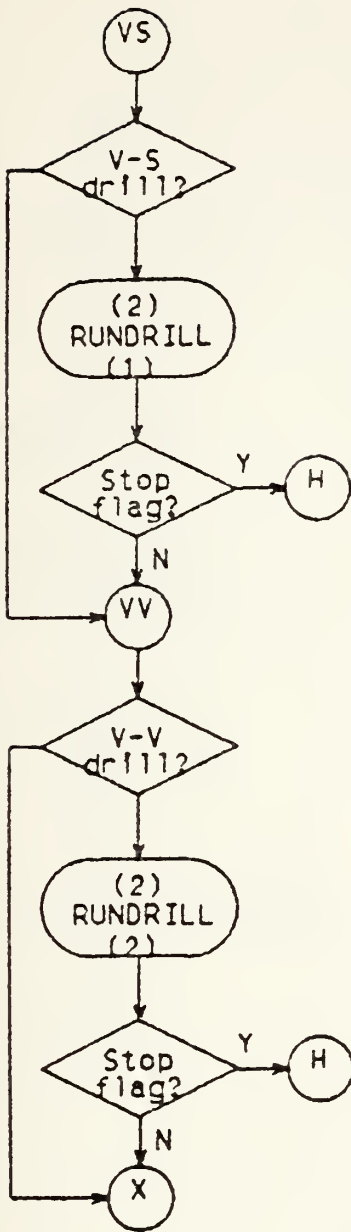 VS
V-S
drill?
(2)
RUNDRILL
(1)
Stop
flag?
Y
H
N
VV
V-V
drill?
(2)
RUNDRILL
(2)
Stop
flag?
Y
H
N
X